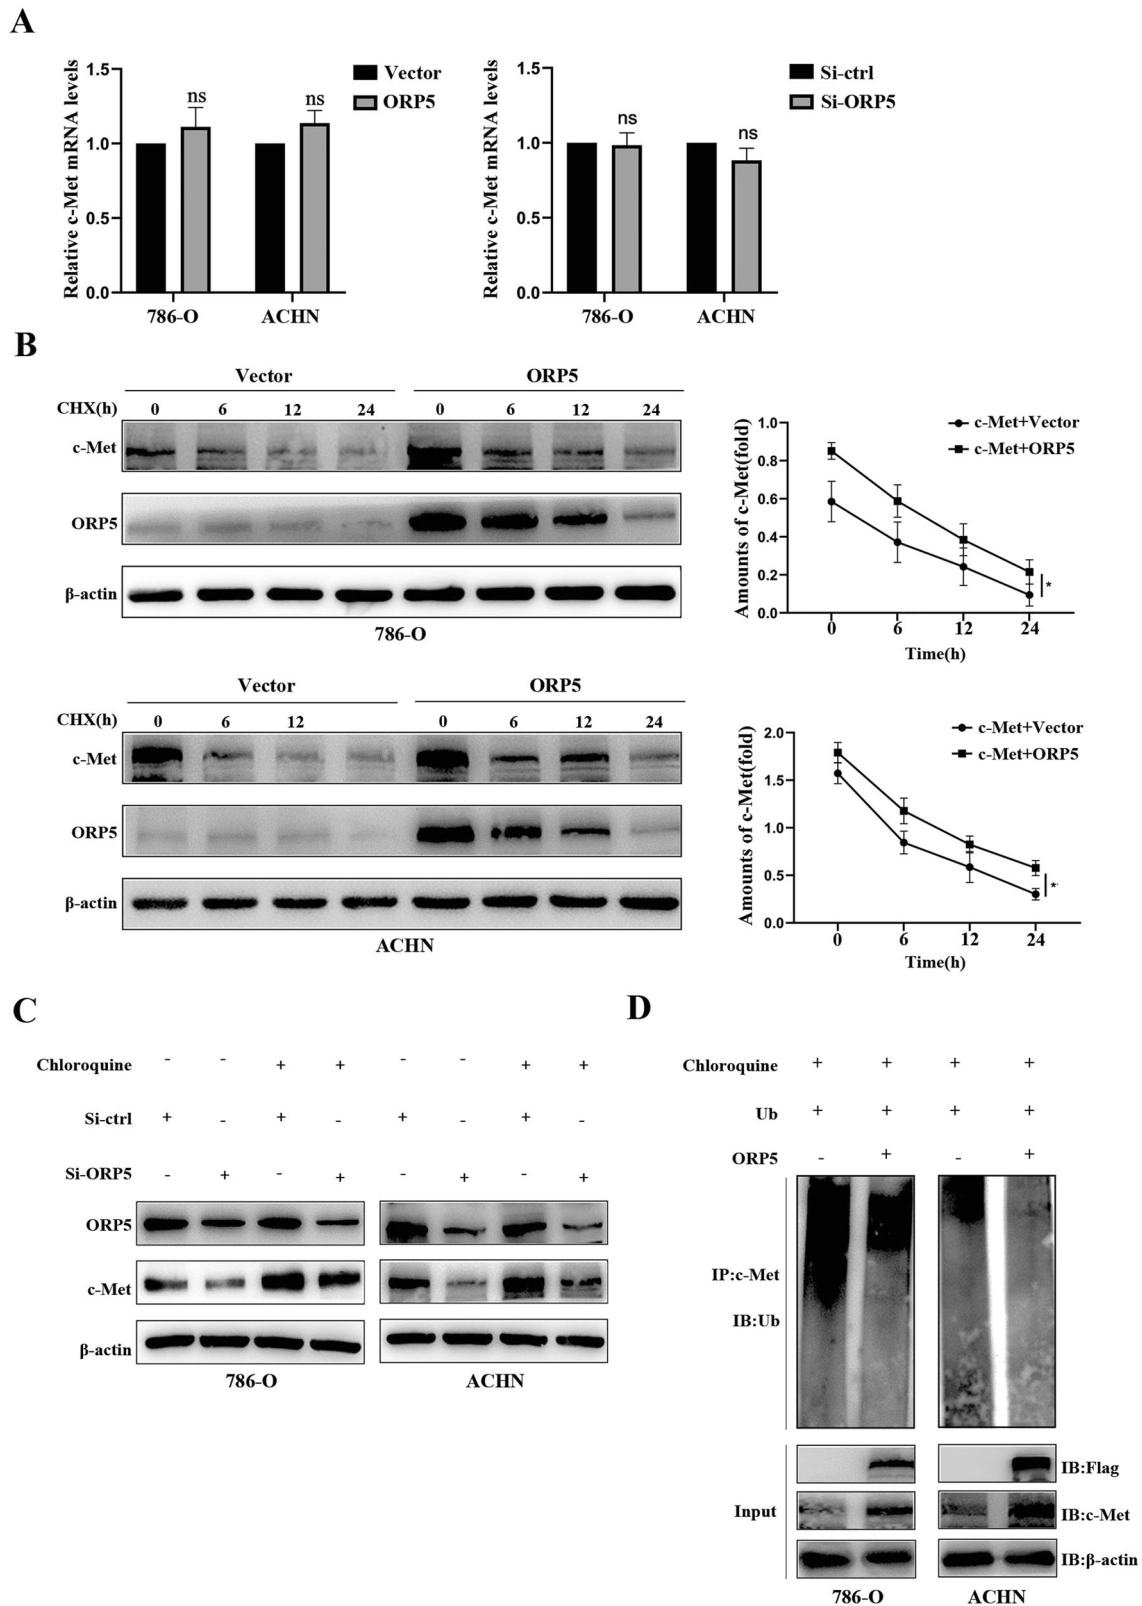 A
Relative c-Met mRNA levels
1.5
1.0
0.5
0.0
ns
ns
786-O
ACHN
Vector
ORP5
Relative c-Met mRNA levels
1.5
1.0
0.5
0.0
ns
ns
786-O
ACHN
Si-ctrl
Si-ORP5
B
Vector ORP5
CHX(h) 0 6 12 24 0 6 12 24
c-Met
ORP5
β-actin
786-O
Amounts of c-Met(fold)
1.0
0.8
0.6
0.4
0.2
0.0
c-Met+Vector
c-Met+ORP5
*
0 6 12 24
Time(h)
Vector ORP5
CHX(h) 0 6 12 0 6 12 24
c-Met
ORP5
β-actin
ACHN
Amounts of c-Met(fold)
2.0
1.5
1.0
0.5
0.0
c-Met+Vector
c-Met+ORP5
*
0 6 12 24
Time(h)
C
Chloroquine - - + + - - + +
Si-ctrl + - + - + - + -
Si-ORP5 - + - + - + - +
ORP5
c-Met
β-actin
786-O ACHN
D
Chloroquine + + + +
Ub + + + +
ORP5 - + - +
IP:c-Met
IB:Ub
Input
IB:Flag
IB:c-Met
IB:β-actin
786-O ACHN